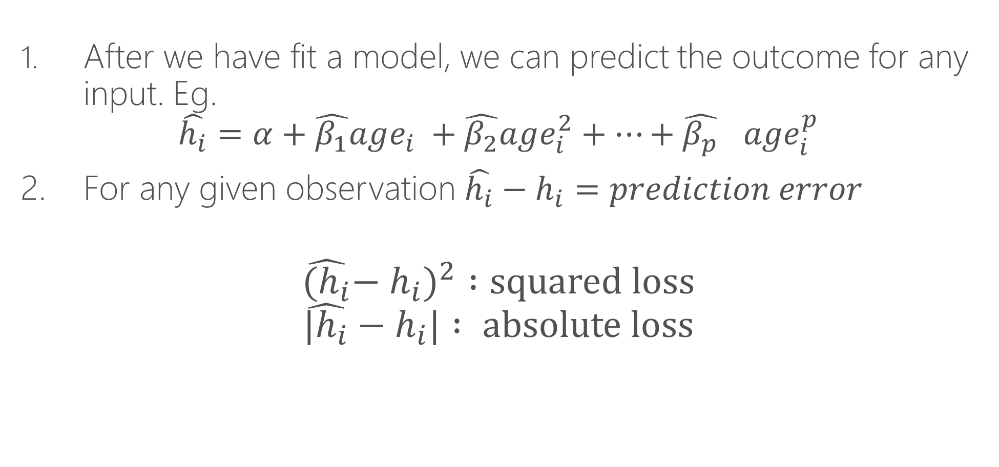 1. After we have fit a model, we can predict the outcome for any
input. Eg.
$\widehat{h_i} = \alpha + \widehat{\beta_1} age_i + \widehat{\beta_2} age_i^2 + \cdots + \widehat{\beta_p} \; age_i^p$
2. For any given observation $\widehat{h_i} - h_i = prediction \; error$
$(\widehat{h_i} - h_i)^2$ : squared loss
$|\widehat{h_i} - h_i|$ : absolute loss